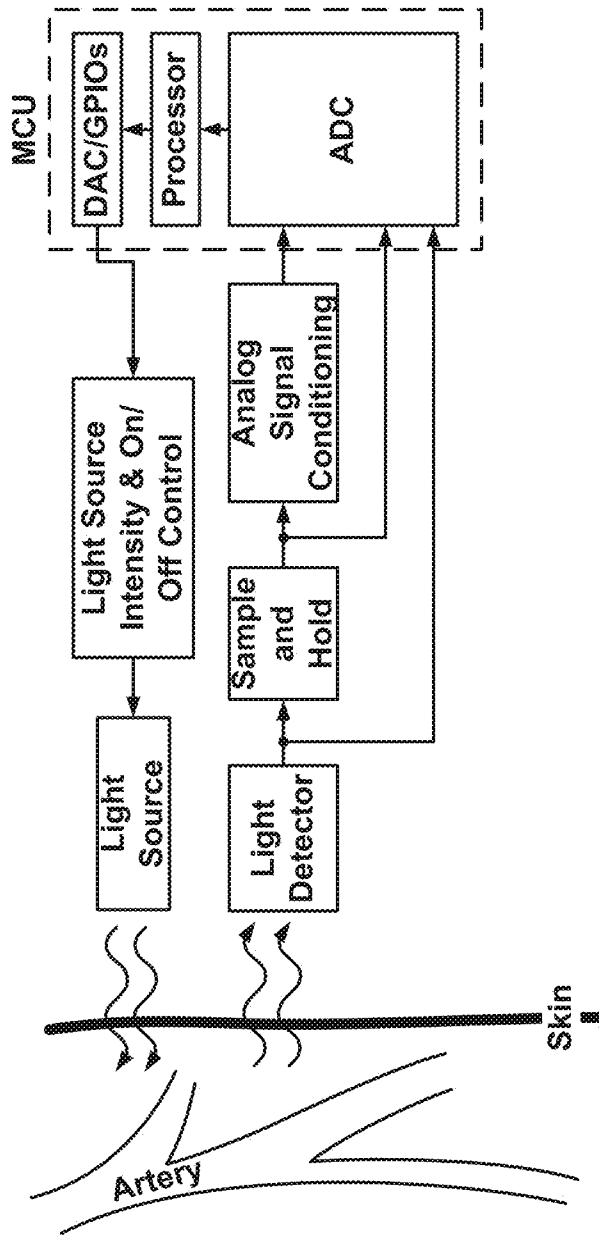 MCU
DAC/GPIOs
Processor
ADC
Light Source
Intensity & On/
Off Control
Analog
Signal
Conditioning
Sample
and
Hold
Light
Source
Light
Detector
Skin
Artery